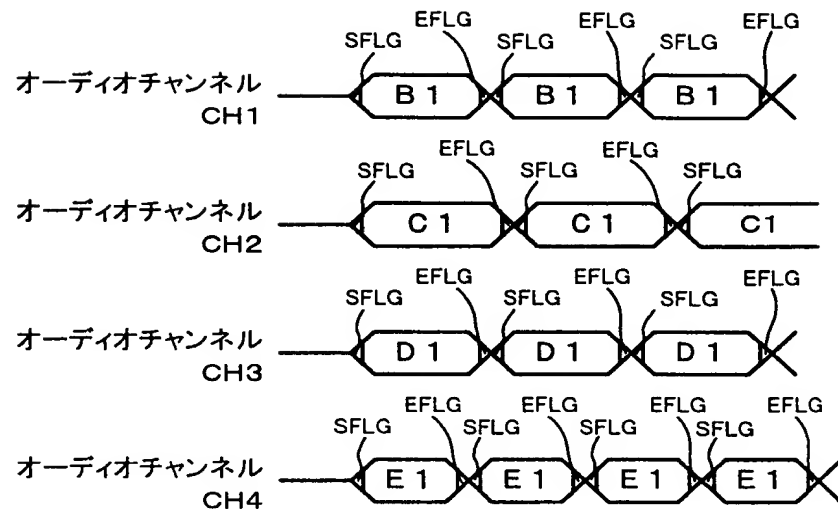 SFLG EFLG SFLG EFLG SFLG EFLG
オーディオチャンネル
CH1
B1 B1 B1
SFLG EFLG SFLG EFLG SFLG
オーディオチャンネル
CH2
C1 C1 C1
SFLG EFLG SFLG EFLG SFLG EFLG
オーディオチャンネル
CH3
D1 D1 D1
SFLG EFLG SFLG EFLG SFLG EFLG SFLG EFLG
オーディオチャンネル
CH4
E1 E1 E1 E1